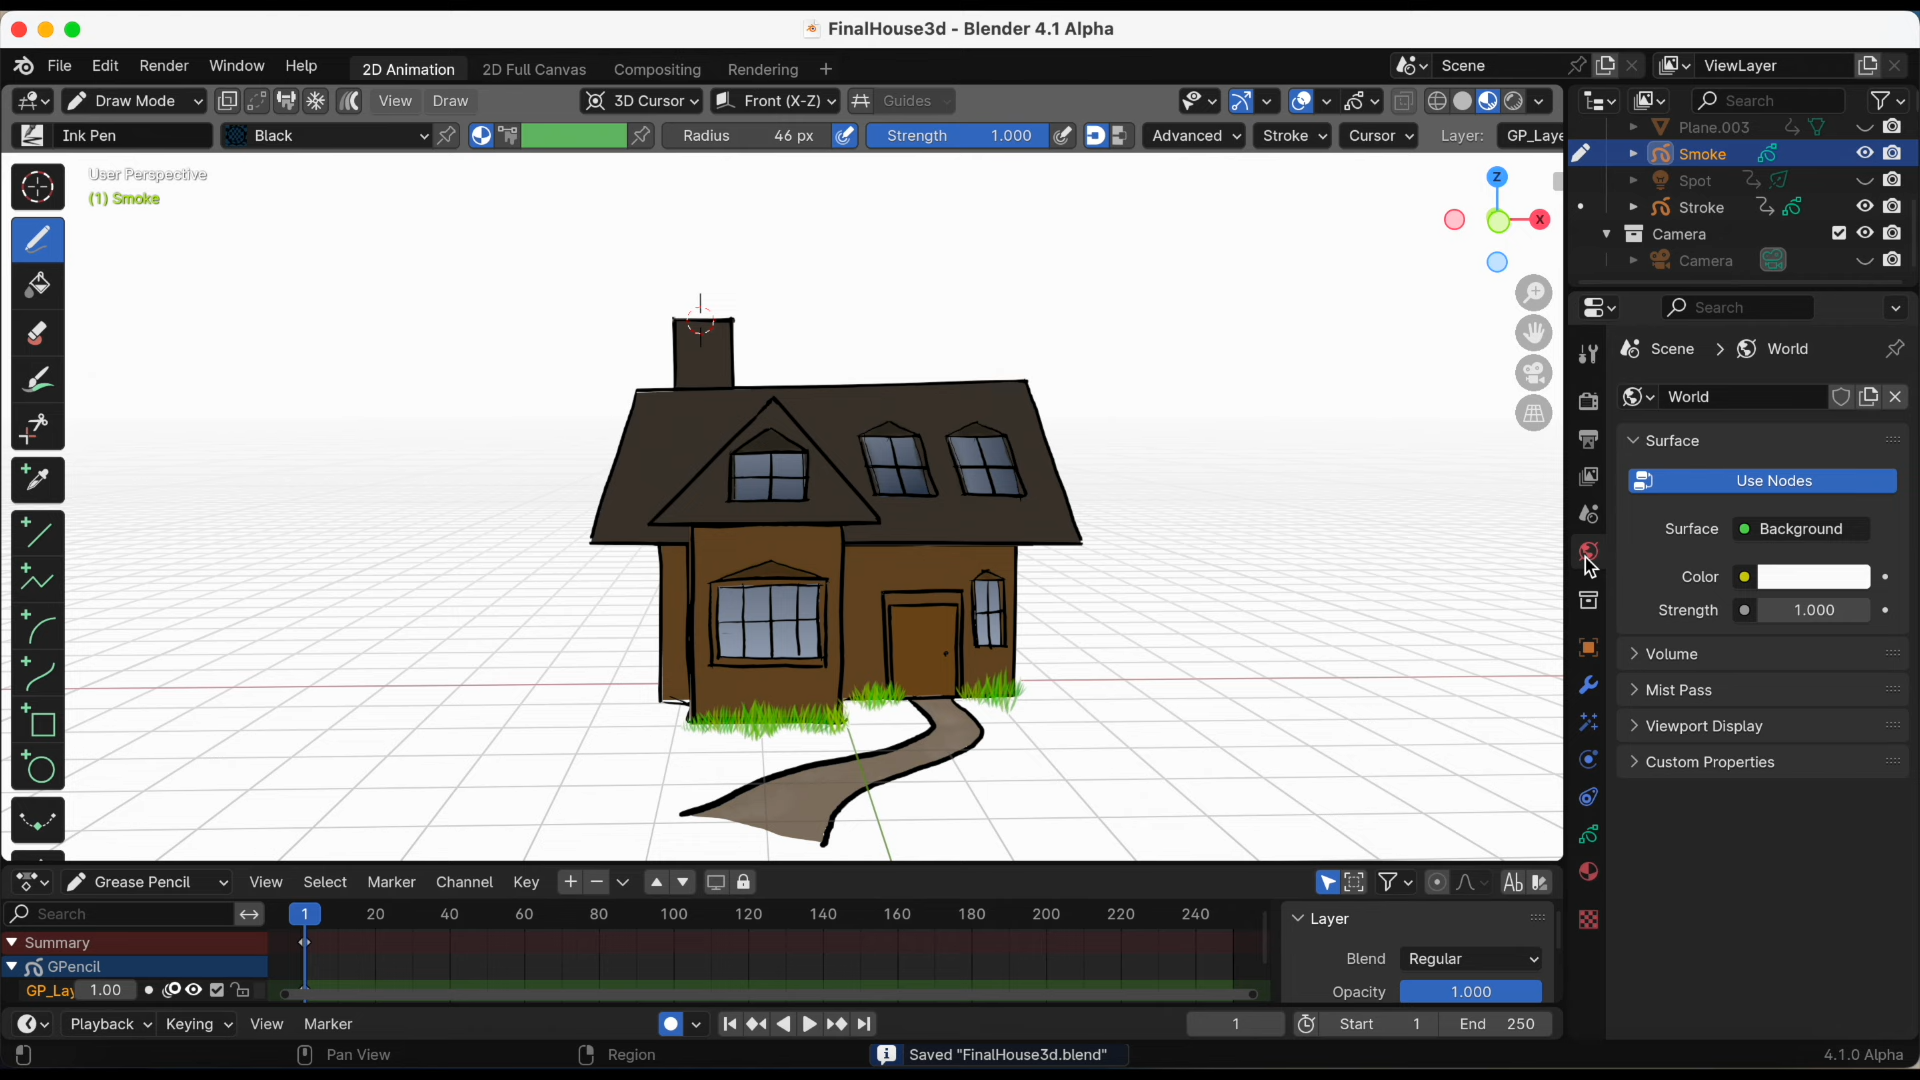 FinalHouse3d - Blender 4.1 Alpha
File Edit Render Window Help 2D Animation 2D Full Canvas Compositing Rendering + Scene ViewLayer
Draw Mode View Draw 3D Cursor Front (X-Z) Guides Search
Ink Pen Black Radius 46 px Strength 1.000 Advanced Stroke Cursor Layer: GP_Laye
Plane.003
Smoke
Spot
Stroke
Camera
Camera
User Perspective
(1) Smoke
Z
X
Search
Scene > World
World
Surface
Use Nodes
Surface Background
Color
Strength 1.000
Volume
Mist Pass
Viewport Display
Custom Properties
Grease Pencil View Select Marker Channel Key
Search 1 20 40 60 80 100 120 140 160 180 200 220 240
Summary
GPencil
GP_Lay 1.00
Layer
Blend Regular
Opacity 1.000
Playback Keying View Marker 1 Start 1 End 250
Pan View Region Saved "FinalHouse3d.blend" 4.1.0 Alpha